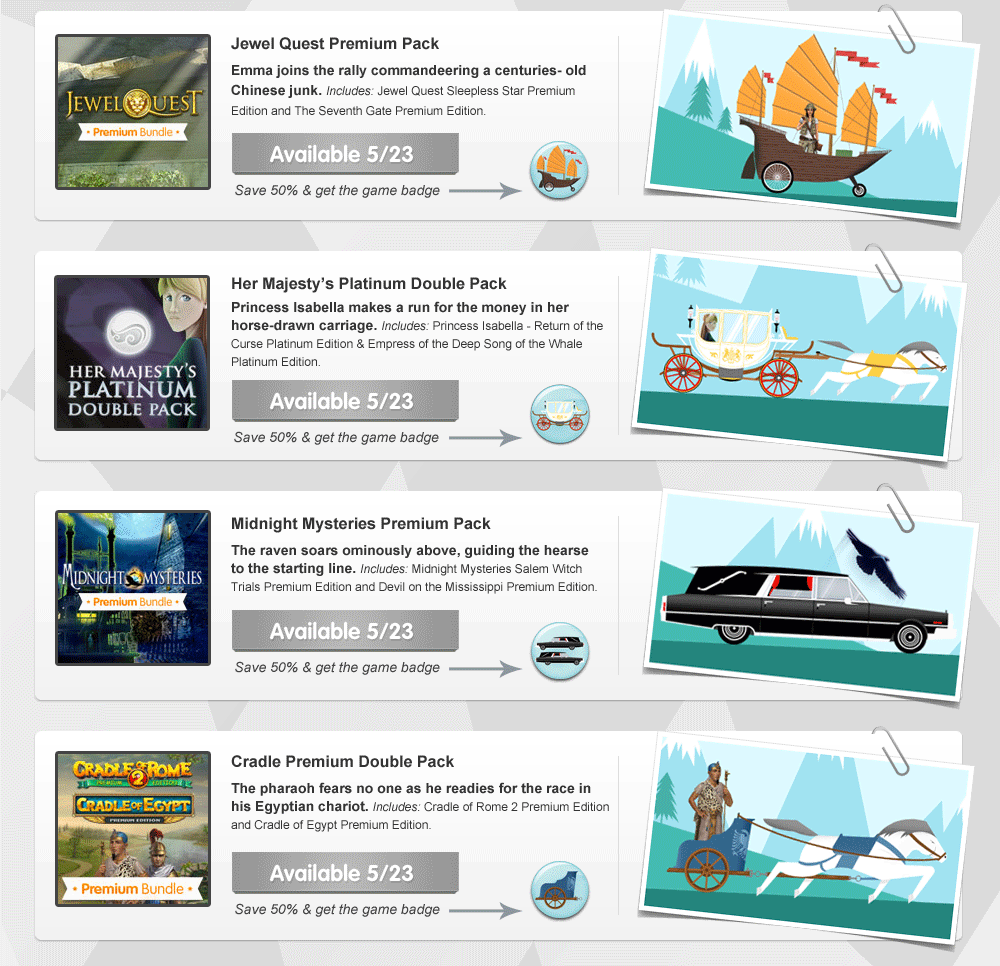 Jewel Quest Premium Pack
JEWEL QUEST
• Premium Bundle •
Emma joins the rally commandeering a centuries- old
Chinese junk. Includes: Jewel Quest Sleepless Star Premium
Edition and The Seventh Gate Premium Edition.
Available 5/23
Save 50% & get the game badge
Her Majesty's Platinum Double Pack
HER MAJESTY'S
PLATINUM
DOUBLE PACK
Princess Isabella makes a run for the money in her
horse-drawn carriage. Includes: Princess Isabella - Return of the
Curse Platinum Edition & Empress of the Deep Song of the Whale
Platinum Edition.
Available 5/23
Save 50% & get the game badge
Midnight Mysteries Premium Pack
MIDNIGHT MYSTERIES
• Premium Bundle •
The raven soars ominously above, guiding the hearse
to the starting line. Includes: Midnight Mysteries Salem Witch
Trials Premium Edition and Devil on the Mississippi Premium Edition.
Available 5/23
Save 50% & get the game badge
Cradle Premium Double Pack
CRADLE OF ROME
2
PREMIUM EDITION
CRADLE OF EGYPT
PREMIUM EDITION
• Premium Bundle •
The pharaoh fears no one as he readies for the race in
his Egyptian chariot. Includes: Cradle of Rome 2 Premium Edition
and Cradle of Egypt Premium Edition.
Available 5/23
Save 50% & get the game badge